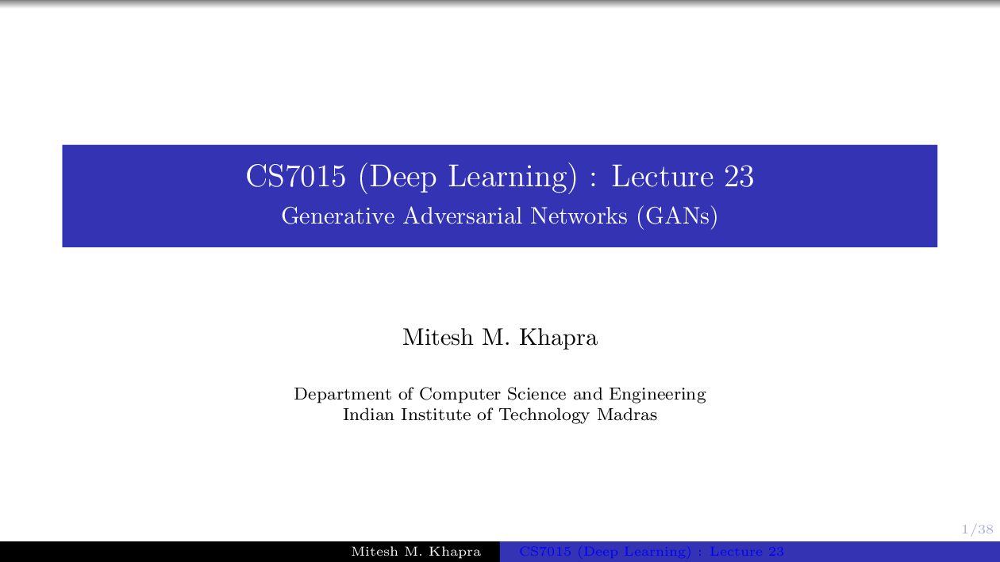 CS7015 (Deep Learning) : Lecture 23
Generative Adversarial Networks (GANs)
Mitesh M. Khapra
Department of Computer Science and Engineering
Indian Institute of Technology Madras
1/38
Mitesh M. Khapra CS7015 (Deep Learning) : Lecture 23